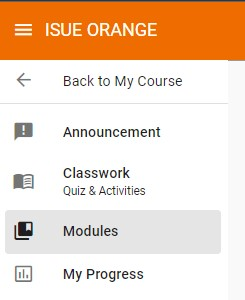 ISUE ORANGE
Back to My Course
Announcement
Classwork
Quiz & Activities
Modules
My Progress